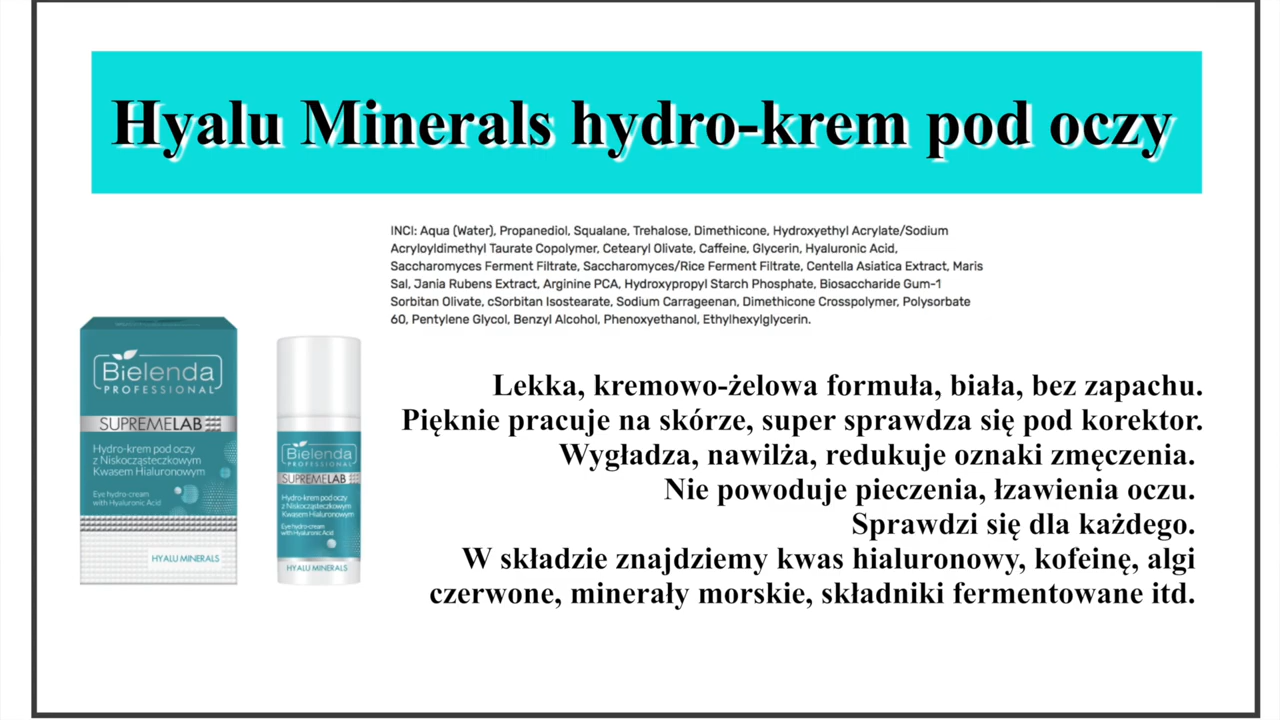 Hyalu Minerals hydro-krem pod oczy
INCI: Aqua (Water), Propanediol, Squalane, Trehalose, Dimethicone, Hydroxyethyl Acrylate/Sodium
Acryloyldimethyl Taurate Copolymer, Cetearyl Olivate, Caffeine, Glycerin, Hyaluronic Acid,
Saccharomyces Ferment Filtrate, Saccharomyces/Rice Ferment Filtrate, Centella Asiatica Extract, Maris
Sal, Jania Rubens Extract, Arginine PCA, Hydroxypropyl Starch Phosphate, Biosaccharide Gum-1
Sorbitan Olivate, cSorbitan Isostearate, Sodium Carrageenan, Dimethicone Crosspolymer, Polysorbate
60, Pentylene Glycol, Benzyl Alcohol, Phenoxyethanol, Ethylhexylglycerin.
Bielenda
PROFESSIONAL
SUPREMELAB
Hydro-krem pod oczy
z Niskocząsteczkowym
Kwasem Hialuronowym
Eye hydro-cream
with Hyaluronic Acid
HYALU MINERALS
Bielenda
PROFESSIONAL
SUPREMELAB
Hydro-krem pod oczy
z Niskocząsteczkowym
Kwasem Hialuronowym
Eye hydro-cream
with Hyaluronic Acid
HYALU MINERALS
Lekka, kremowo-żelowa formuła, biała, bez zapachu.
Pięknie pracuje na skórze, super sprawdza się pod korektor.
Wygładza, nawilża, redukuje oznaki zmęczenia.
Nie powoduje pieczenia, łzawienia oczu.
Sprawdzi się dla każdego.
W składzie znajdziemy kwas hialuronowy, kofeinę, algi
czerwone, minerały morskie, składniki fermentowane itd.